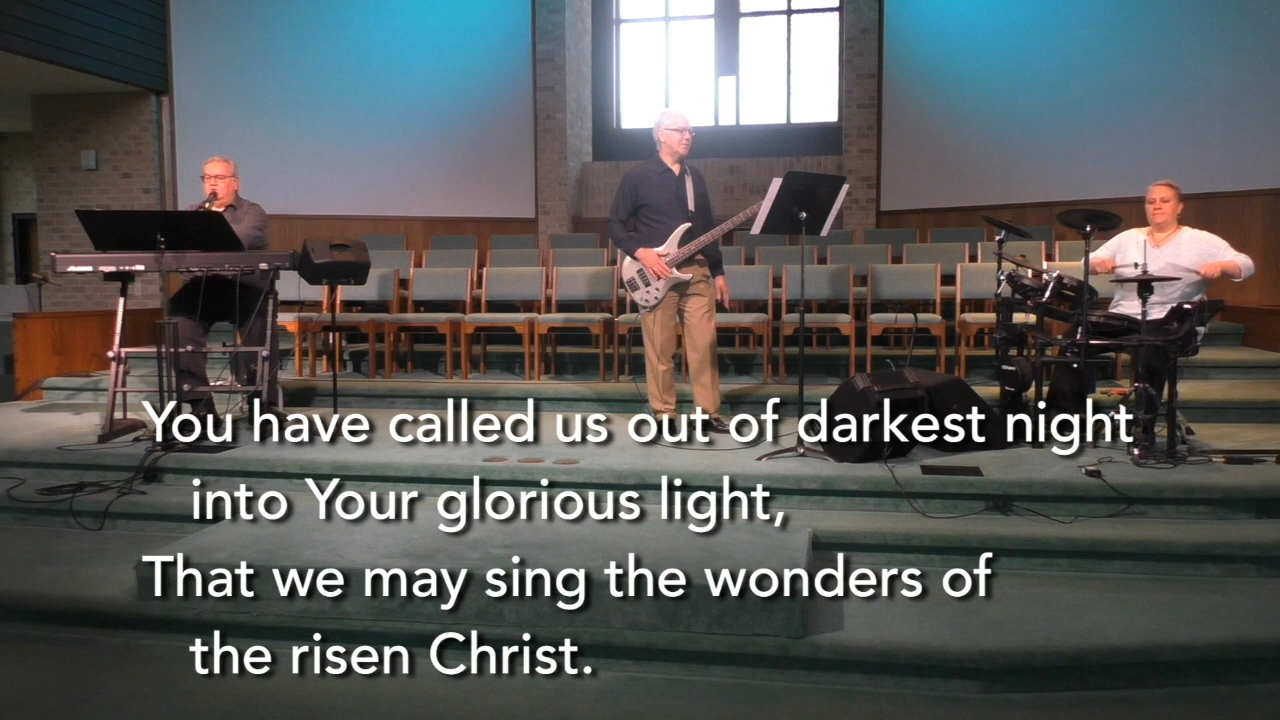 You have called us out of darkest night
into Your glorious light,
That we may sing the wonders of
the risen Christ.